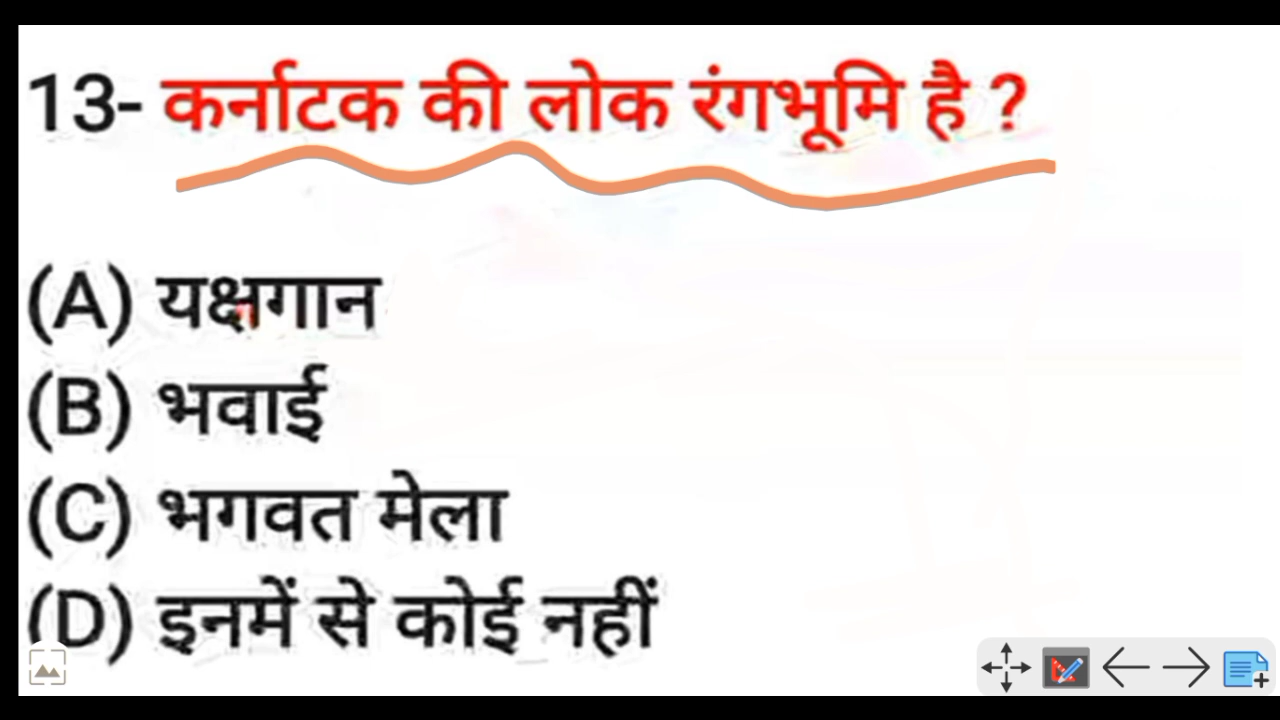 13- कर्नाटक की लोक रंगभूमि है ?
(A) यक्षगान
(B) भवाई
(C) भगवत मेला
(D) इनमें से कोई नहीं